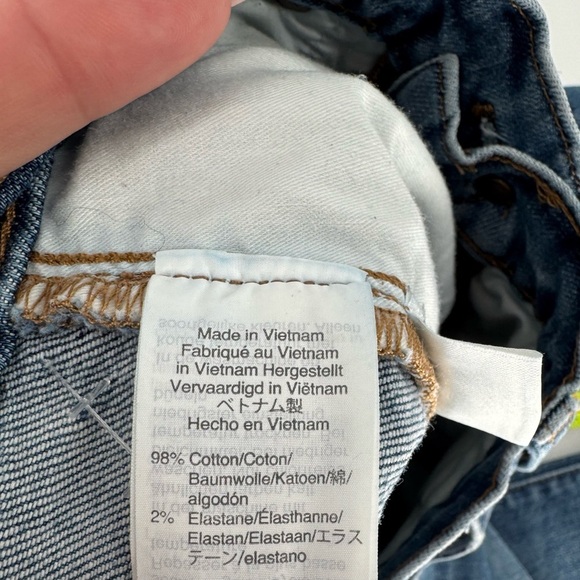 Made in Vietnam
Fabriqué au Vietnam
in Vietnam Hergestellt
Vervaardigd in Viëtnam
ベトナム製
Hecho en Vietnam
98% Cotton/Coton/
Baumwolle/Katoen/綿/
algodón
2% Elastane/Élasthanne/
Elastan/Elastaan/エラス
テーン/elastano